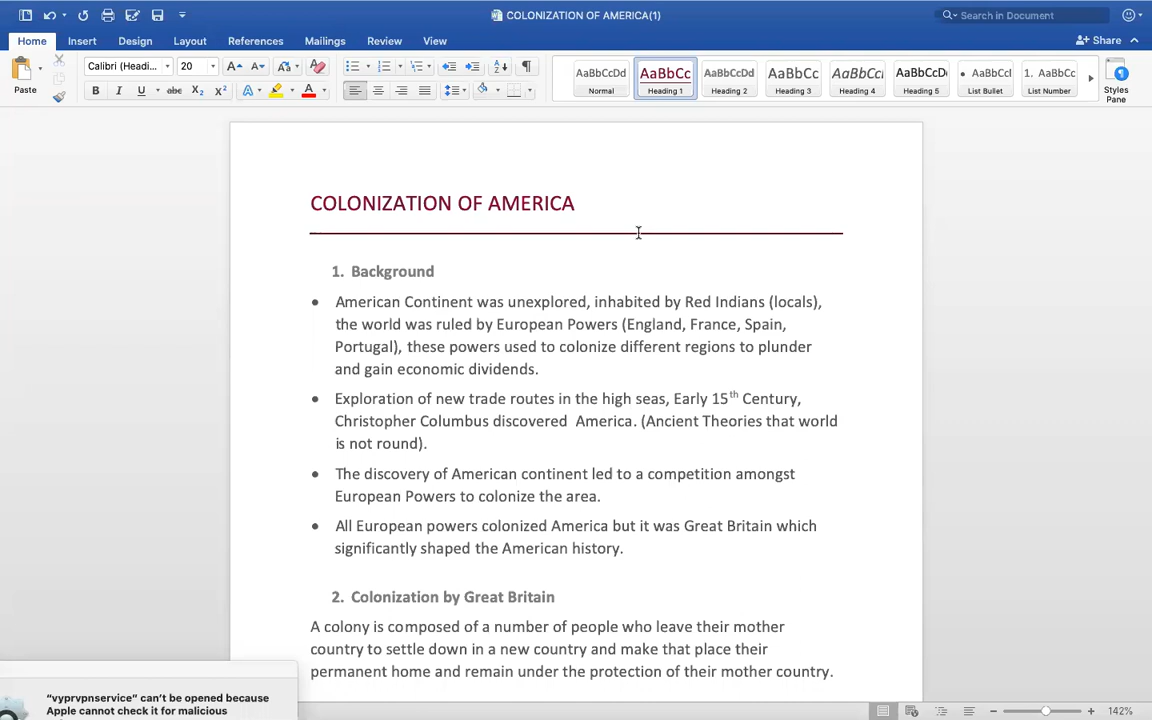 COLONIZATION OF AMERICA(1)
Search in Document
Home Insert Design Layout References Mailings Review View
Share
Paste
Calibri (Headi... 20
AaBbCcDd AaBbCc AaBbCcDd AaBbCc AaBbCcI AaBbCcD AaBbCcI 1. AaBbCc
Normal Heading 1 Heading 2 Heading 3 Heading 4 Heading 5 List Bullet List Number
Styles
Pane
COLONIZATION OF AMERICA
1. Background
• American Continent was unexplored, inhabited by Red Indians (locals),
the world was ruled by European Powers (England, France, Spain,
Portugal), these powers used to colonize different regions to plunder
and gain economic dividends.
• Exploration of new trade routes in the high seas, Early 15th Century,
Christopher Columbus discovered America. (Ancient Theories that world
is not round).
• The discovery of American continent led to a competition amongst
European Powers to colonize the area.
• All European powers colonized America but it was Great Britain which
significantly shaped the American history.
2. Colonization by Great Britain
A colony is composed of a number of people who leave their mother
country to settle down in a new country and make that place their
permanent home and remain under the protection of their mother country.
"vyprvpnservice" can't be opened because
Apple cannot check it for malicious
142%